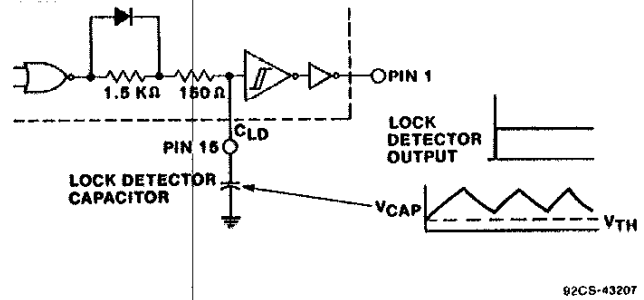 1.5 KΩ
150 Ω
PIN 1
CLD
PIN 15
LOCK DETECTOR
CAPACITOR
LOCK
DETECTOR
OUTPUT
VCAP
VTH
92CS-43207